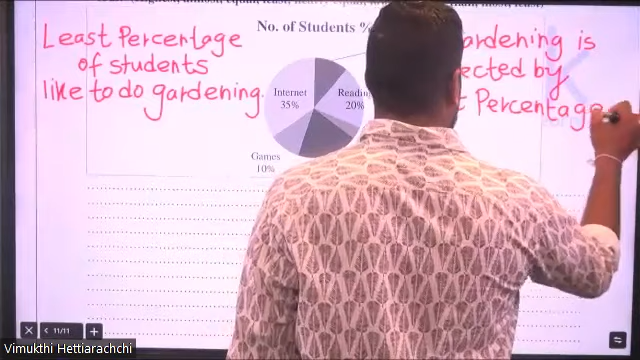 No. of Students %
Least Percentage
of students
like to do gardening.
ardening is
ected by
t Percentage
Internet
35%
Readin
20%
Games
10%
11/11
Vimukthi Hettiarachchi